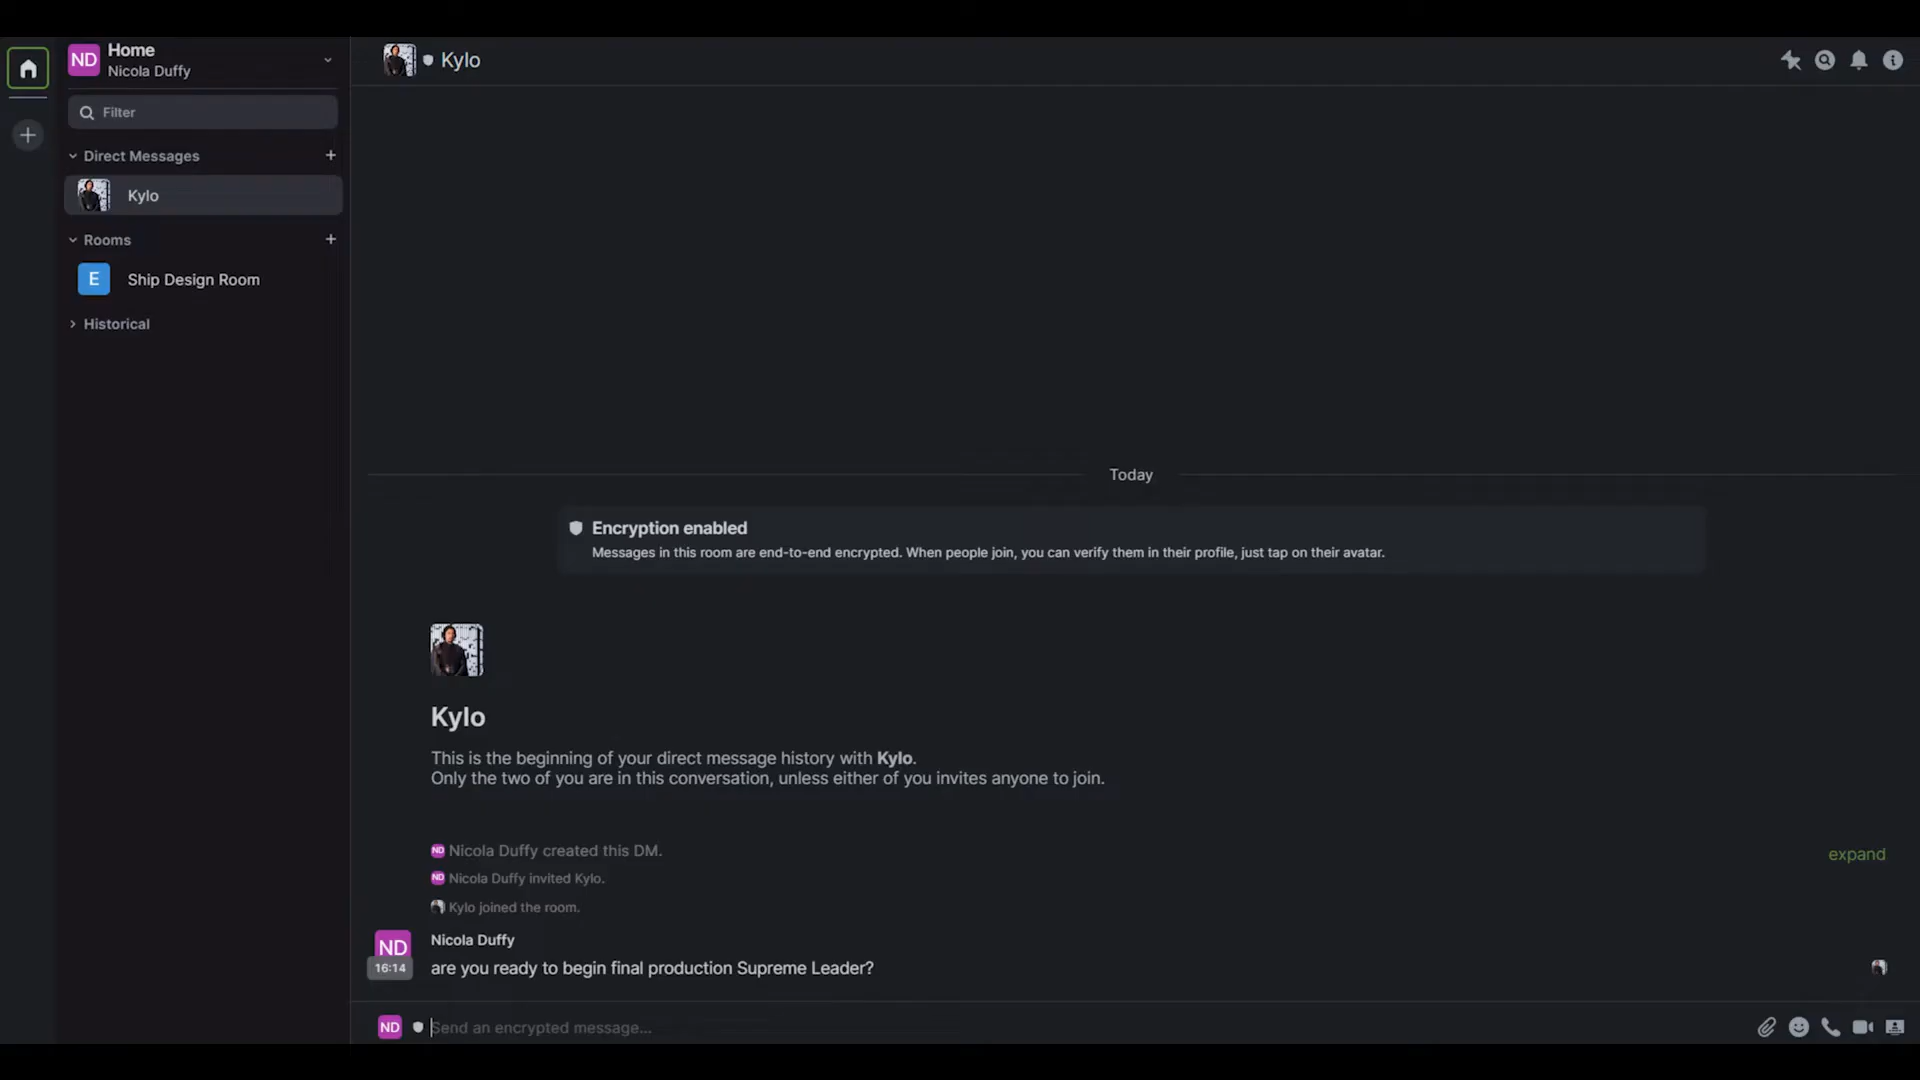 ND
Home
Nicola Duffy
Filter
Direct Messages
Kylo
Rooms
E
Ship Design Room
Historical
Kylo
Today
Encryption enabled
Messages in this room are end-to-end encrypted. When people join, you can verify them in their profile, just tap on their avatar.
Kylo
This is the beginning of your direct message history with Kylo.
Only the two of you are in this conversation, unless either of you invites anyone to join.
ND Nicola Duffy created this DM.
expand
ND Nicola Duffy invited Kylo.
Kylo joined the room.
ND
Nicola Duffy
16:14
are you ready to begin final production Supreme Leader?
ND
Send an encrypted message...